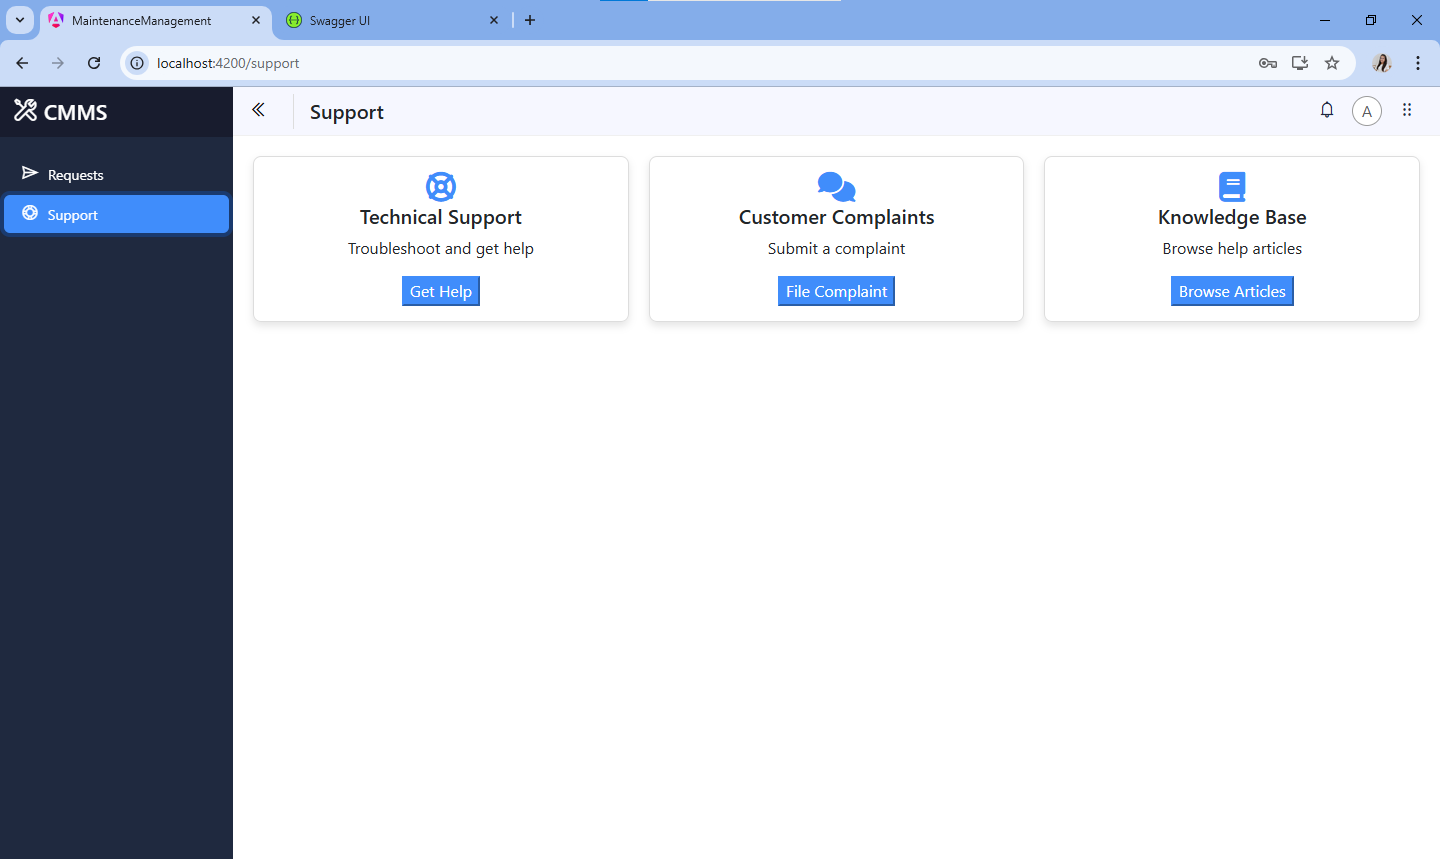 MaintenanceManagement
Swagger UI
localhost:4200/support
CMMS
Support
A
Requests
Support
Technical Support
Troubleshoot and get help
Get Help
Customer Complaints
Submit a complaint
File Complaint
Knowledge Base
Browse help articles
Browse Articles